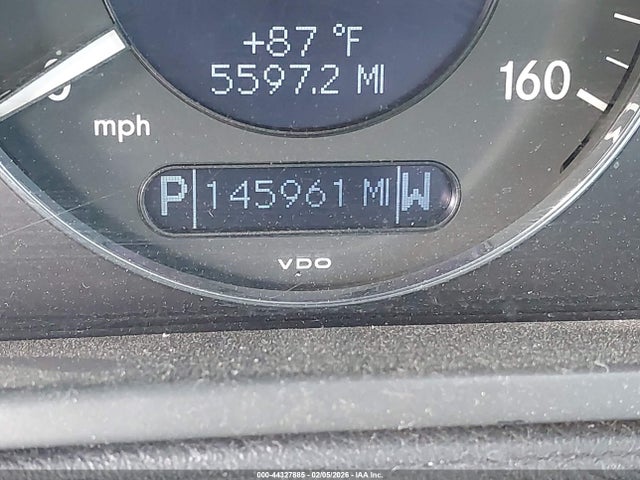 +87 °F
5597.2 MI
160
mph
P 145961 MI W
VDO
000-44327885 - 02/05/2026 - IAA Inc.